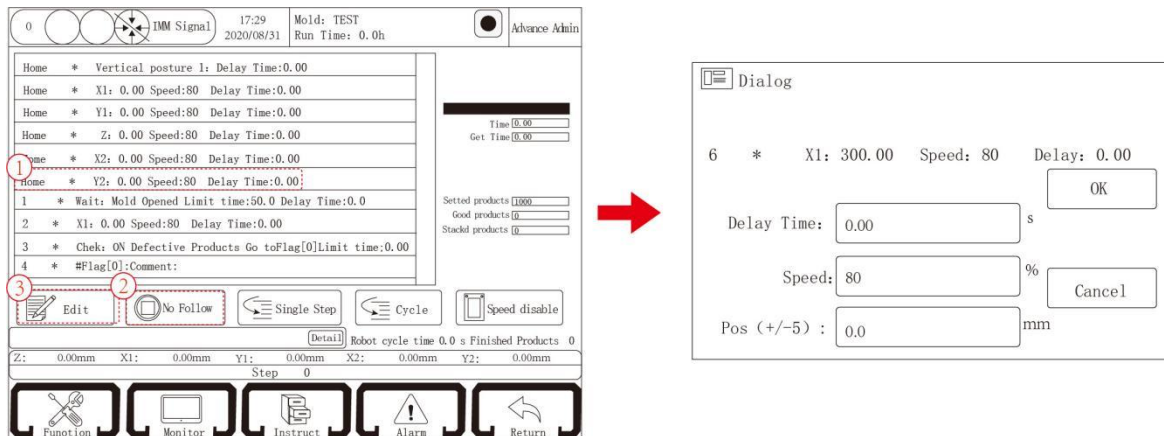 0 IMM Signal 17:29 2020/08/31 Mold: TEST Run Time: 0.0h Advance Admin
Home * Vertical posture 1: Delay Time:0.00
Home * X1: 0.00 Speed:80 Delay Time:0.00
Home * Y1: 0.00 Speed:80 Delay Time:0.00
Home * Z: 0.00 Speed:80 Delay Time:0.00
Home * X2: 0.00 Speed:80 Delay Time:0.00
1
Home * Y2: 0.00 Speed:80 Delay Time:0.00
1 * Wait: Mold Opened Limit time:50.0 Delay Time:0.0
2 * X1: 0.00 Speed:80 Delay Time:0.00
3 * Chek: ON Defective Products Go toFlag[0]Limit time:0.00
4 * #Flag[0]:Comment:
Time 0.00
Get Time 0.00
Setted products 1000
Good products 0
Stackd products 0
3 Edit 2 No Follow Single Step Cycle Speed disable
Detail Robot cycle time 0.0 s Finished Products 0
Z: 0.00mm X1: 0.00mm Y1: 0.00mm X2: 0.00mm Y2: 0.00mm
Step 0
Funotion Monitor Instruct Alarm Return
Dialog
6 * X1: 300.00 Speed: 80 Delay: 0.00
OK
Delay Time: 0.00 s
Speed: 80 %
Cancel
Pos (+/-5) : 0.0 mm